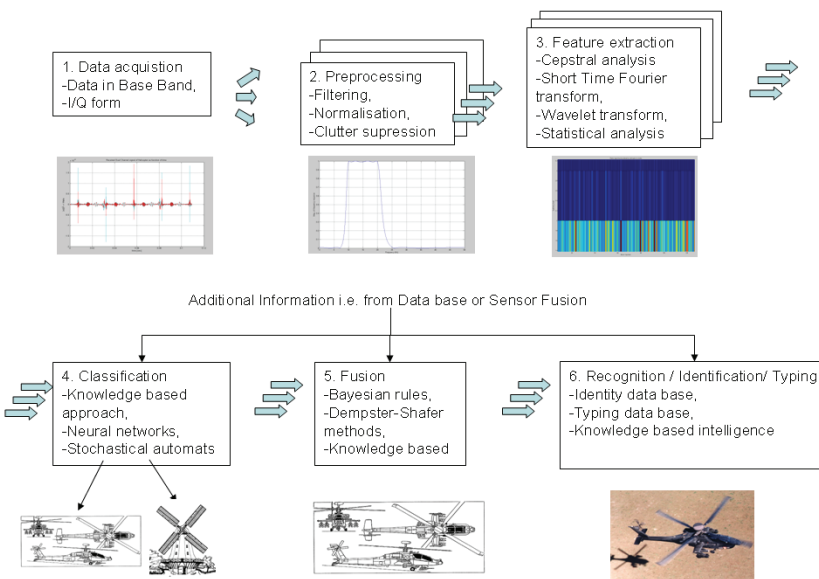 1. Data acquistion
-Data in Base Band,
-I/Q form
2. Preprocessing
-Filtering,
-Normalisation,
-Clutter supression
3. Feature extraction
-Cepstral analysis
-Short Time Fourier
transform,
-Wavelet transform,
-Statistical analysis
Additional Information i.e. from Data base or Sensor Fusion
4. Classification
-Knowledge based
approach,
-Neural networks,
-Stochastical automats
5. Fusion
-Bayesian rules,
-Dempster-Shafer
methods,
-Knowledge based
6. Recognition / Identification/ Typing
-Identity data base,
-Typing data base,
-Knowledge based intelligence